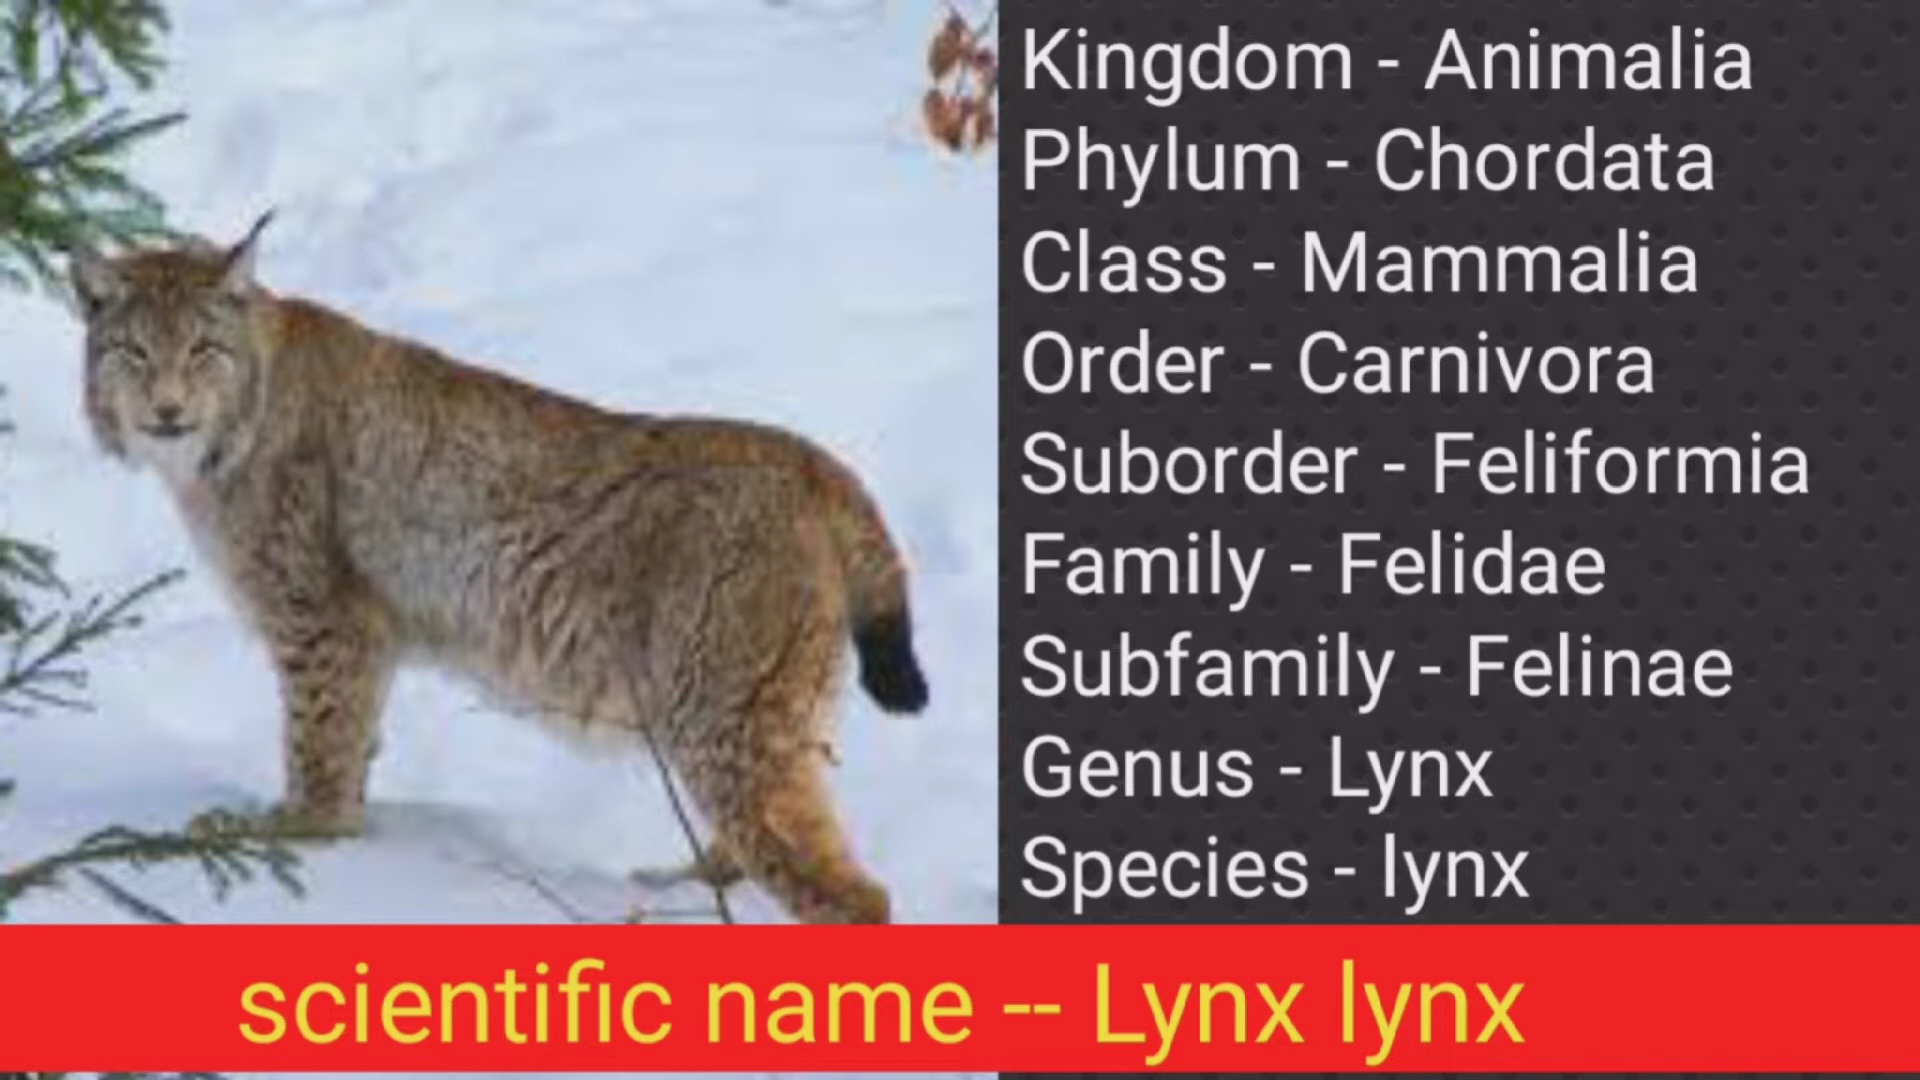 Kingdom - Animalia
Phylum - Chordata
Class - Mammalia
Order - Carnivora
Suborder - Feliformia
Family - Felidae
Subfamily - Felinae
Genus - Lynx
Species - lynx
scientific name -- Lynx lynx